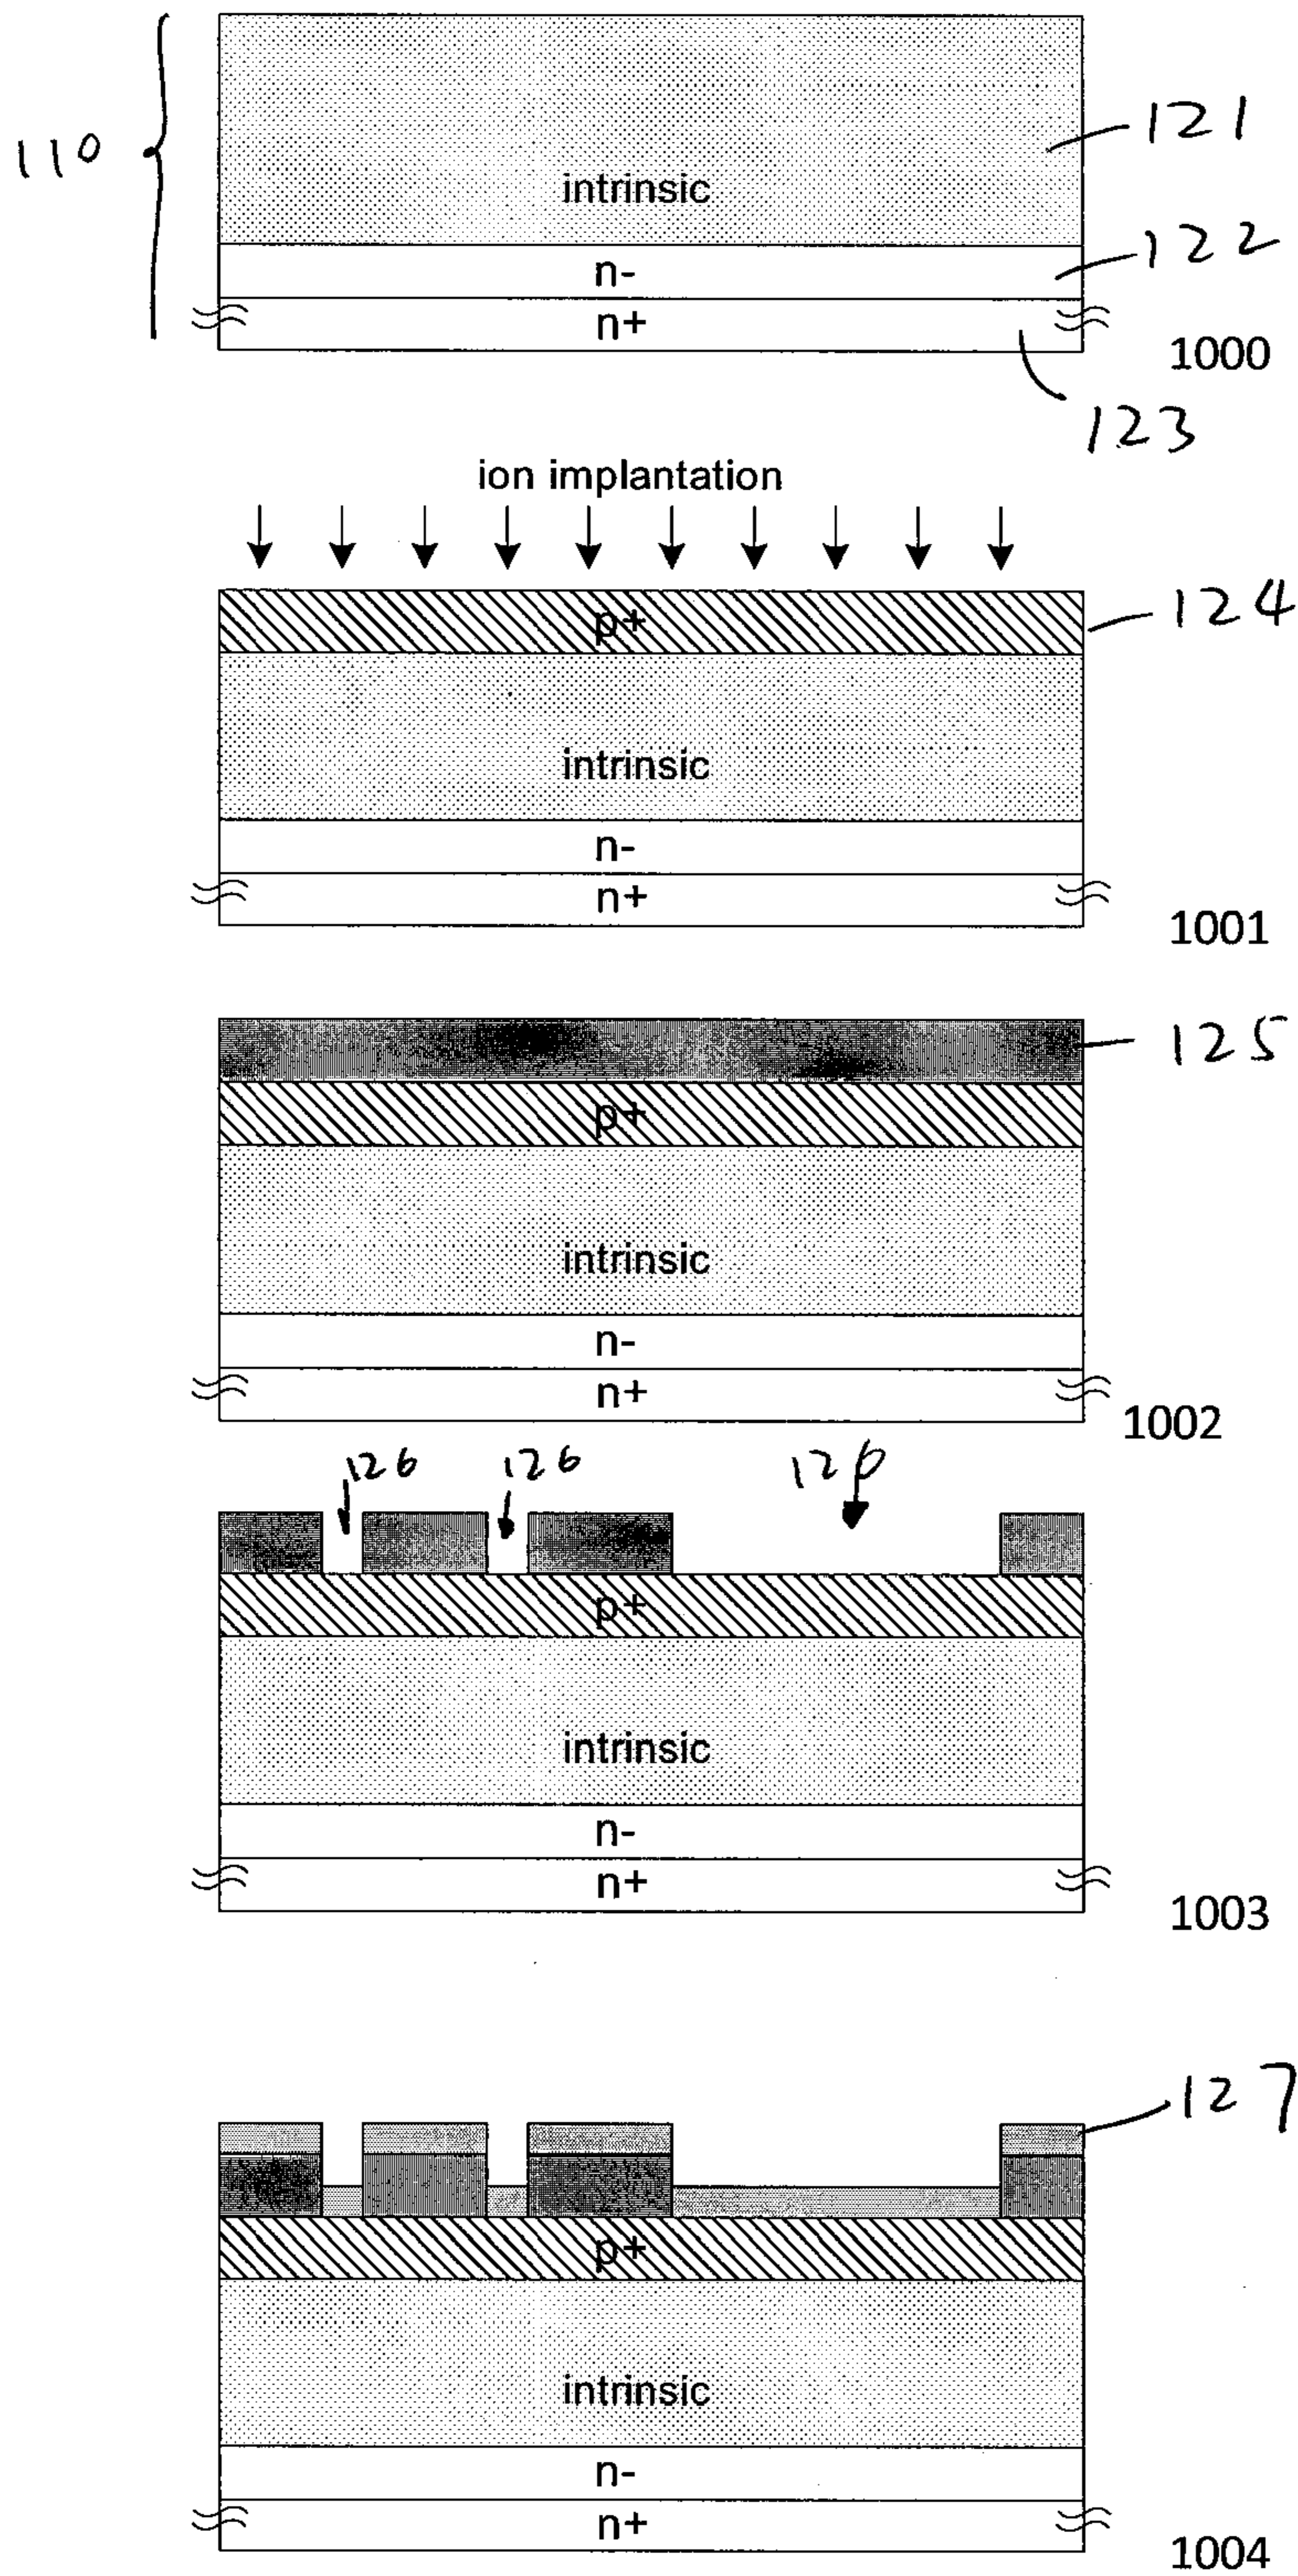 121
110
intrinsic
122
n-
n+
1000
123
ion implantation
124
p+
intrinsic
n-
n+
1001
125
p+
intrinsic
n-
n+
1002
126 126 126
p+
intrinsic
n-
n+
1003
127
p+
intrinsic
n-
n+
1004